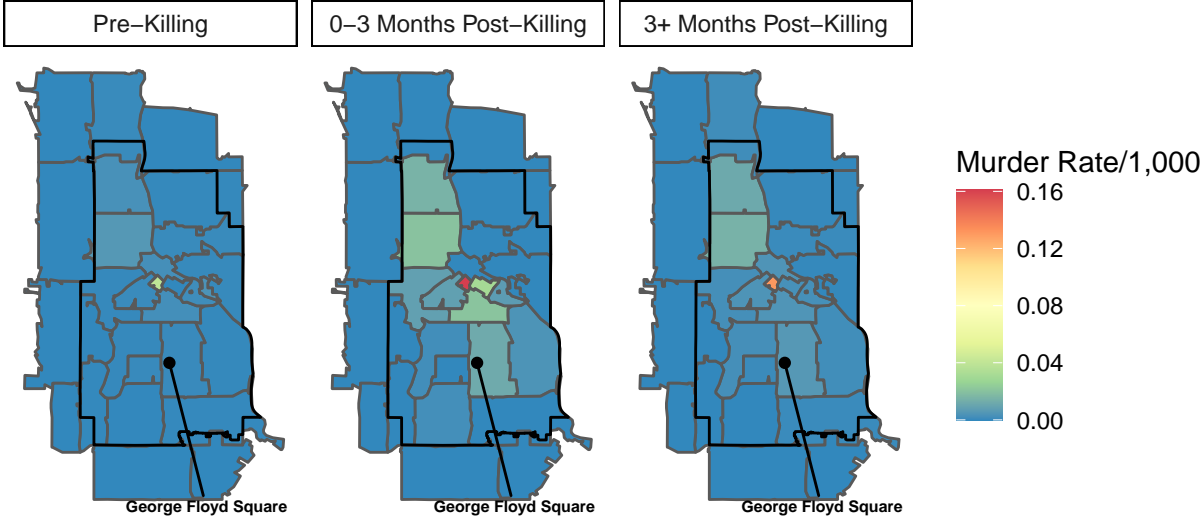 Pre−Killing
0−3 Months Post−Killing
3+ Months Post−Killing
Murder Rate/1,000
0.16
0.12
0.08
0.04
0.00
George Floyd Square
George Floyd Square
George Floyd Square